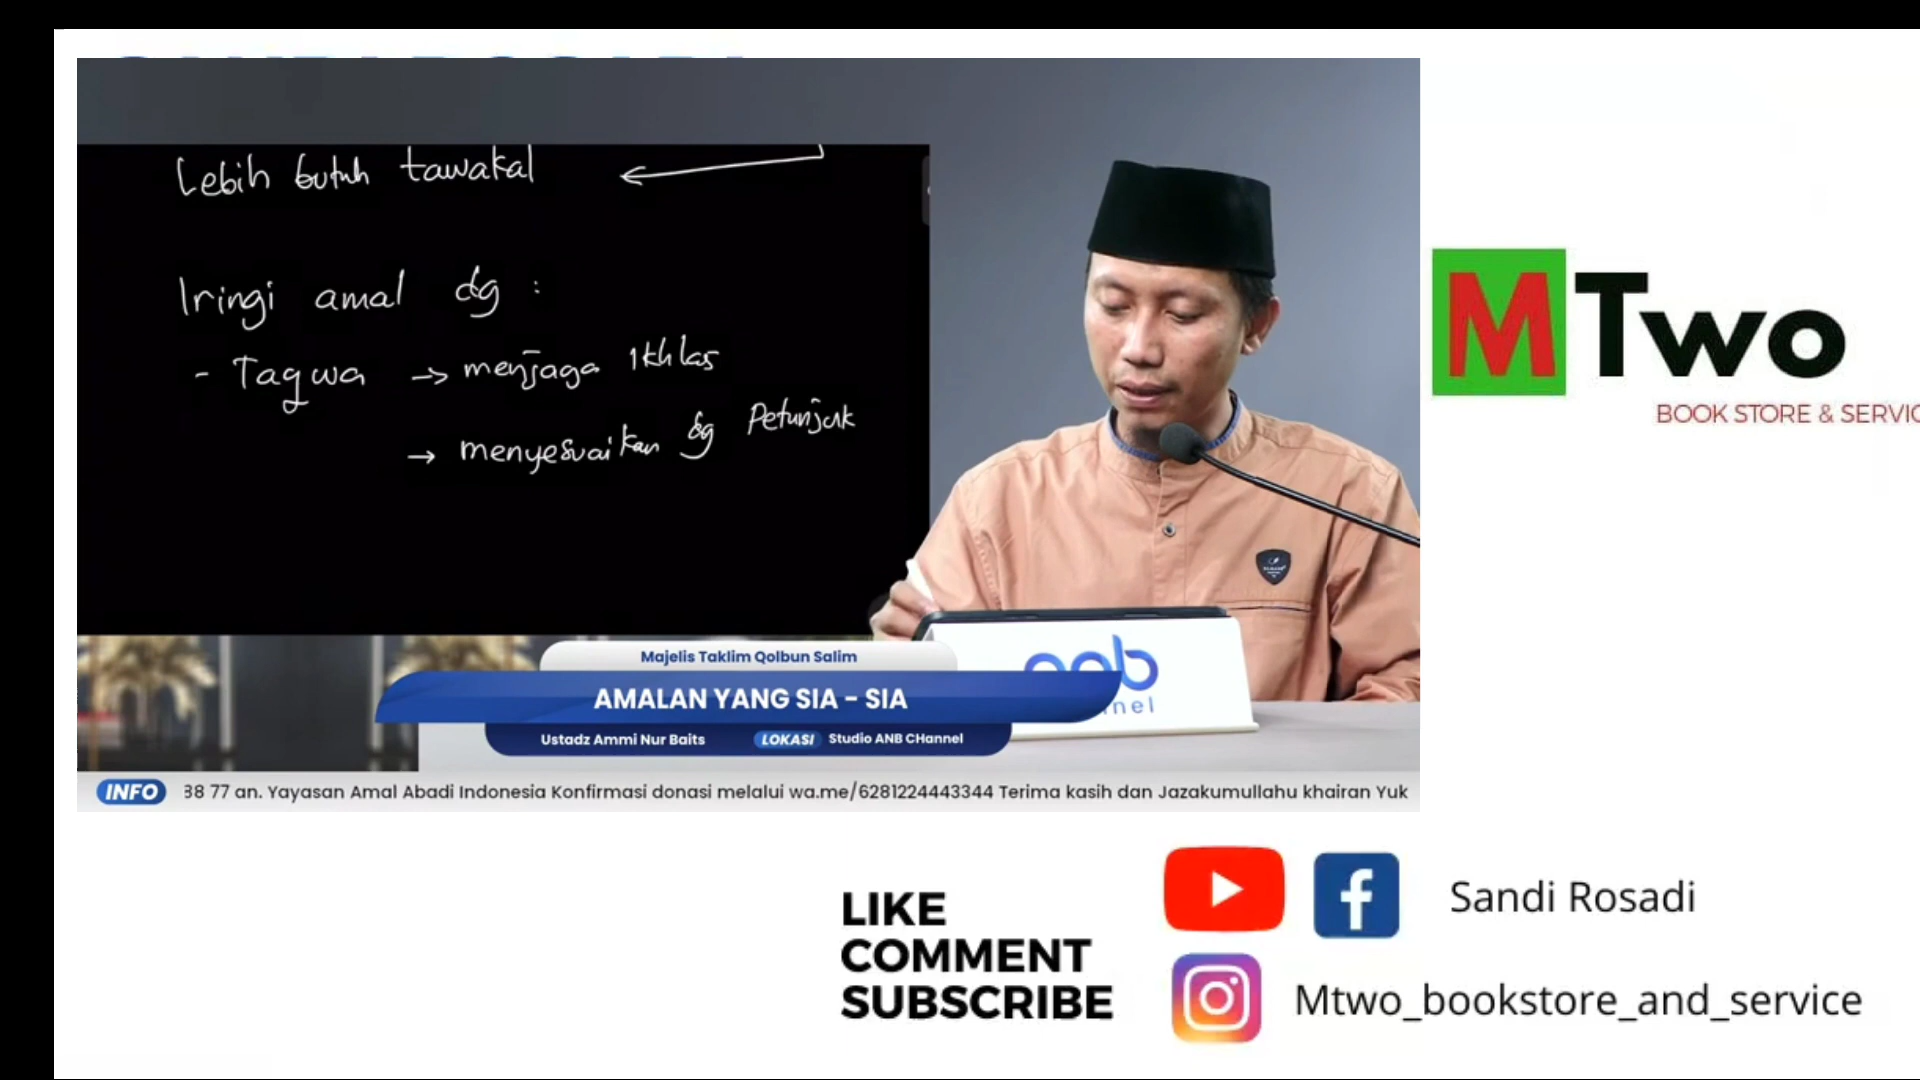 Lebih butuh tawakal
Iringi amal dg :
- Taqwa → menjaga ikhlas
→ menyesuaikan dg Petunjuk
M Two
BOOK STORE & SERVIC
Majelis Taklim Qolbun Salim
AMALAN YANG SIA - SIA
Ustadz Ammi Nur Baits LOKASI Studio ANB CHannel
INFO 38 77 an. Yayasan Amal Abadi Indonesia Konfirmasi donasi melalui wa.me/6281224443344 Terima kasih dan Jazakumullahu khairan Yuk
LIKE
COMMENT
SUBSCRIBE
Sandi Rosadi
Mtwo_bookstore_and_service